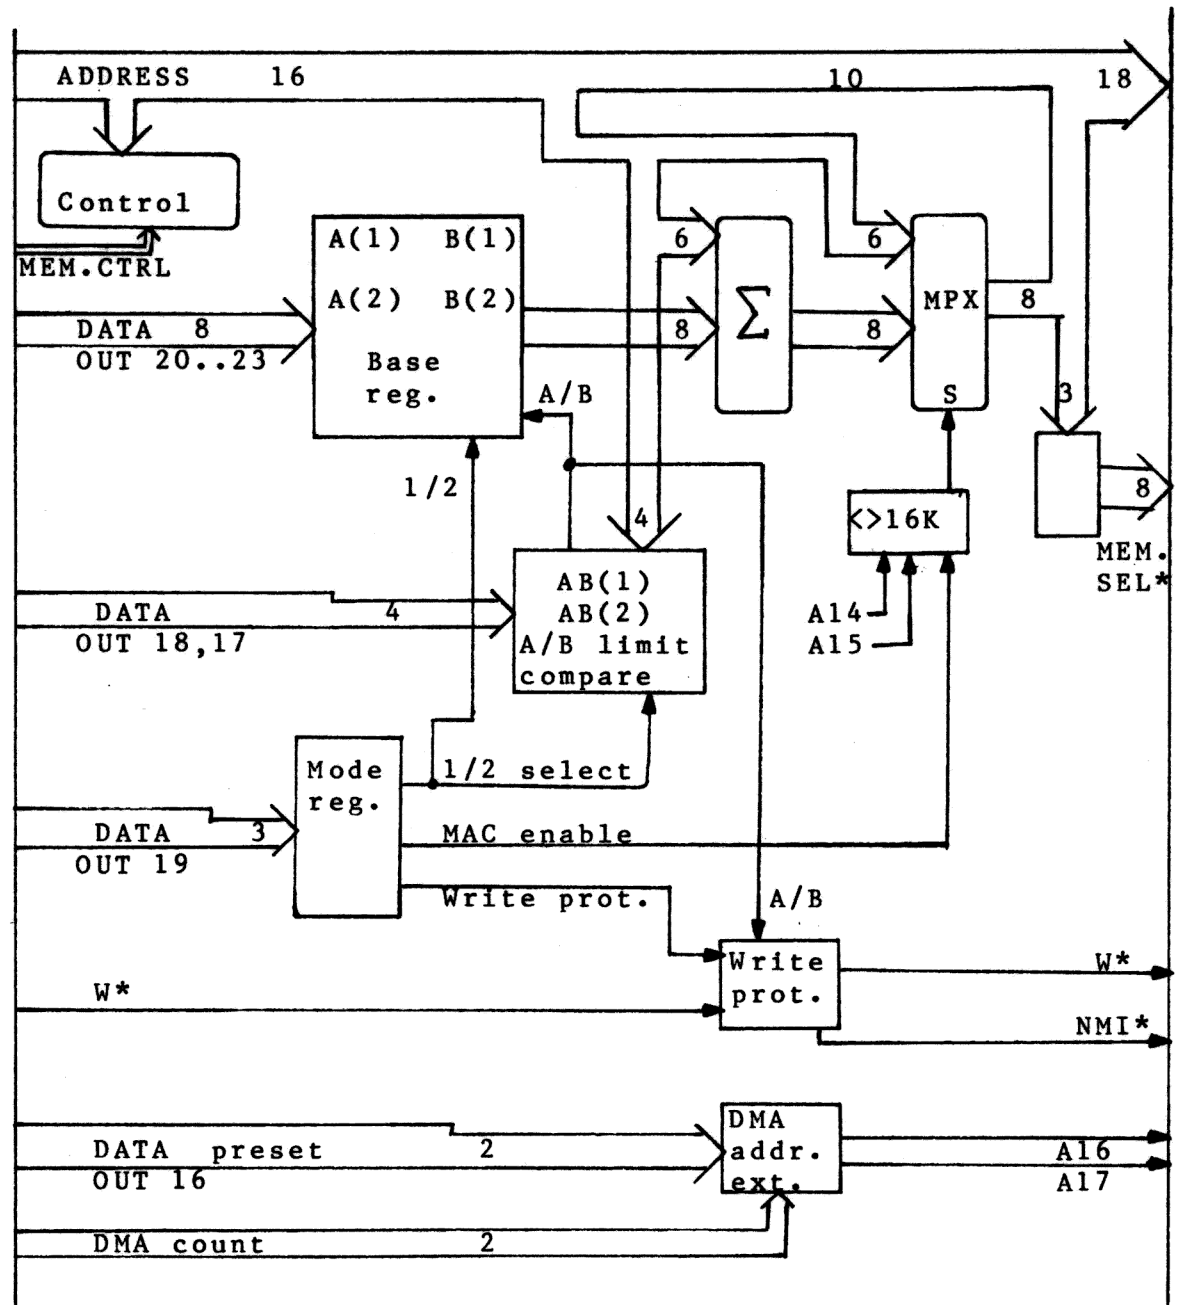 ADDRESS 16 10 18
Control
MEM.CTRL
A(1) B(1)
A(2) B(2)
Base
reg.
6
8
Σ
6
8
MPX
S
8
3
DATA 8
OUT 20..23
A/B
1/2
4
<>16K
8
MEM.
SEL*
A14
A15
DATA 4
OUT 18,17
AB(1)
AB(2)
A/B limit
compare
Mode
reg.
1/2 select
DATA 3
OUT 19
MAC enable
Write prot.
A/B
W*
Write
prot.
W*
NMI*
DATA preset 2
OUT 16
DMA
addr.
ext.
A16
A17
DMA count 2